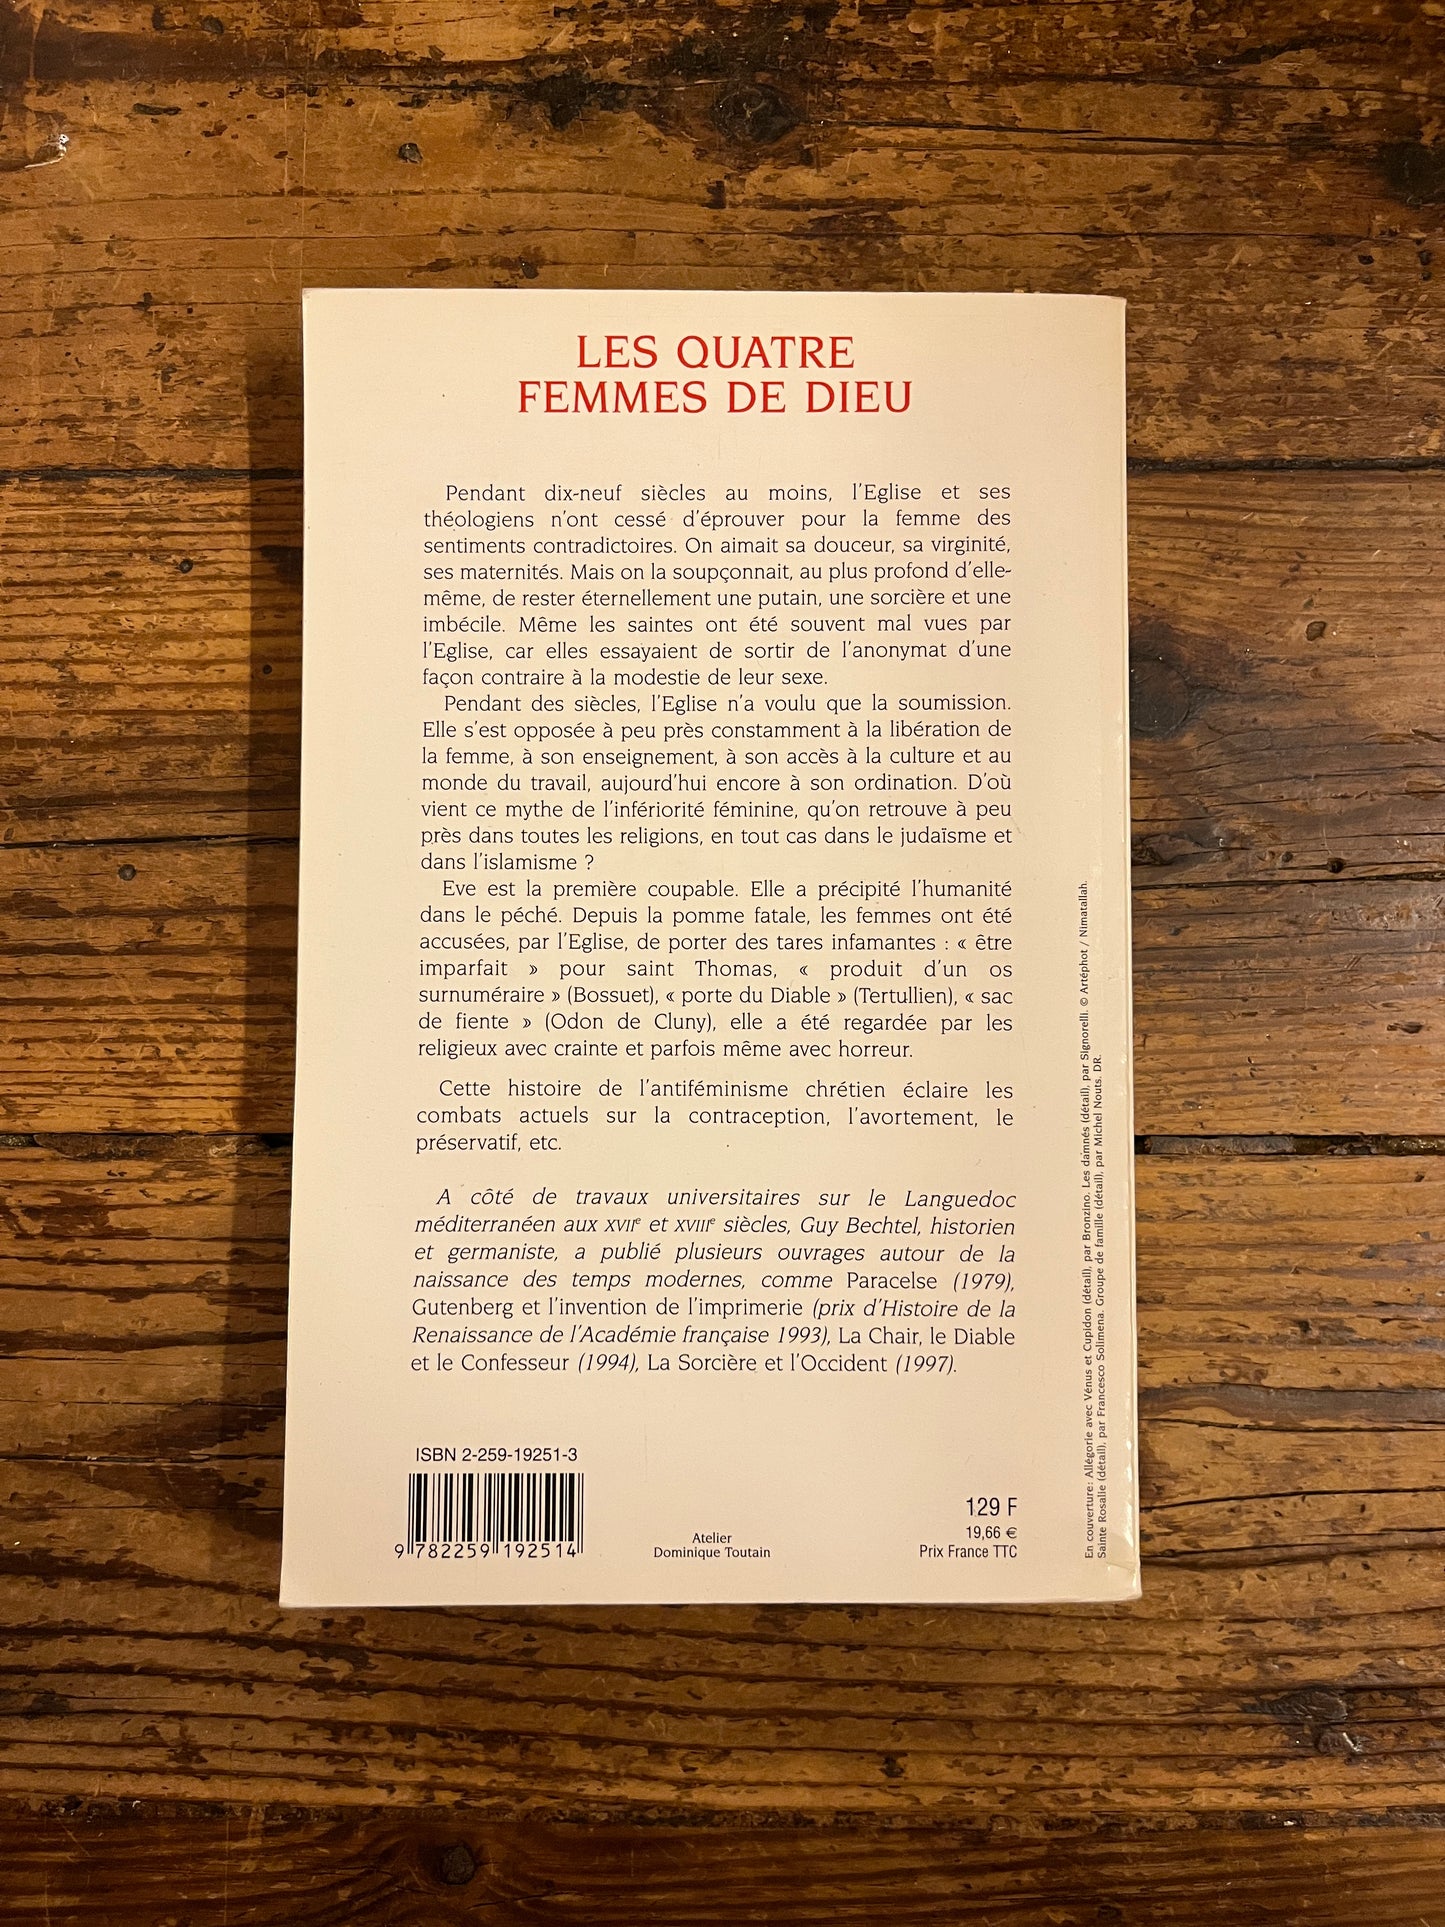 LES QUATRE
FEMMES DE DIEU
Pendant dix-neuf siècles au moins, l'Eglise et ses
théologiens n'ont cessé d'éprouver pour la femme des
sentiments contradictoires. On aimait sa douceur, sa virginité,
ses maternités. Mais on la soupçonnait, au plus profond d'elle-
même, de rester éternellement une putain, une sorcière et une
imbécile. Même les saintes ont été souvent mal vues par
l'Eglise, car elles essayaient de sortir de l'anonymat d'une
façon contraire à la modestie de leur sexe.
Pendant des siècles, l'Eglise n'a voulu que la soumission.
Elle s'est opposée à peu près constamment à la libération de
la femme, à son enseignement, à son accès à la culture et au
monde du travail, aujourd'hui encore à son ordination. D'où
vient ce mythe de l'infériorité féminine, qu'on retrouve à peu
près dans toutes les religions, en tout cas dans le judaïsme et
dans l'islamisme ?
Eve est la première coupable. Elle a précipité l'humanité
dans le péché. Depuis la pomme fatale, les femmes ont été
accusées, par l'Eglise, de porter des tares infamantes : « être
imparfait » pour saint Thomas, « produit d'un os
surnuméraire » (Bossuet), « porte du Diable » (Tertullien), « sac
de fiente » (Odon de Cluny), elle a été regardée par les
religieux avec crainte et parfois même avec horreur.
Cette histoire de l'antiféminisme chrétien éclaire les
combats actuels sur la contraception, l'avortement, le
préservatif, etc.
A côté de travaux universitaires sur le Languedoc
méditerranéen aux XVIIe et XVIIIe siècles, Guy Bechtel, historien
et germaniste, a publié plusieurs ouvrages autour de la
naissance des temps modernes, comme Paracelse (1979),
Gutenberg et l'invention de l'imprimerie (prix d'Histoire de la
Renaissance de l'Académie française 1993), La Chair, le Diable
et le Confesseur (1994), La Sorcière et l'Occident (1997).
ISBN 2-259-19251-3
9 782259 192514
Atelier
Dominique Toutain
129 F
19,66 €
Prix France TTC
En couverture : Allégorie avec Vénus et Cupidon (détail), par Bronzino. Les damnés (détail), par Signorelli. © Artéphot / Nimatallah.
Sainte Rosalie (détail), par Francesco Solimena. Groupe de famille (détail), par Michel Nouts. DR.